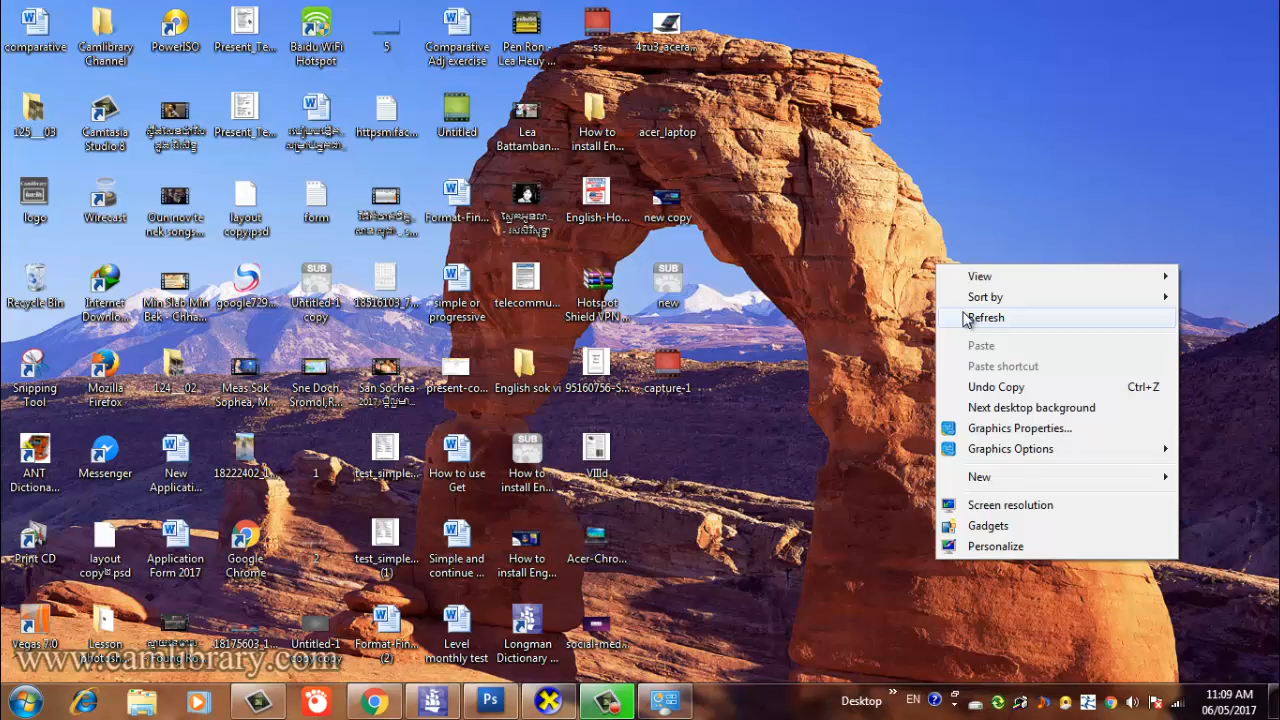 comparative
Camlibrary
Channel
PowerISO
Present_Te...
Baidu WiFi
Hotspot
5
Comparative
Adj exercise
Pen Ron -
Lea Heuy ...
ss
4zu3_acera...
125__03
Camtasia
Studio 8
Present_Te...
httpsmifac...
Untitled
Lea
Battamban...
How to
install En...
acer_laptop
logo
Wirecast
Oun nov te
nek songs...
layout
copy.psd
form
Format-Fin...
English-Ho...
new copy
Recycle Bin
Internet
Downlo...
Min Sleb Min
Bek - Chha...
google729...
Untitled-1
copy
18516103_7...
simple or
progressive
telecommu...
Hotspot
Shield VPN ...
new
Snipping
Tool
Mozilla
Firefox
124__02
Meas Sok
Sophea, M...
Sne Doch
Sromol,R...
San Sochea
present-co...
English sok vi
95160756-S...
capture-1
ANT
Dictiona...
Messenger
New
Applicati...
18222402_1...
1
test_simple...
How to use
Get
How to
install En...
VIIId
Print CD
layout
copy​.psd
Application
Form 2017
Google
Chrome
2
test_simple...
(1)
Simple and
continue ...
How to
install Eng...
Acer-Chro...
Vegas 7.0
Lesson
18175603_1...
Untitled-1
copy copy
Format-Fin...
(2)
Level
monthly test
Longman
Dictionary ...
social-med...
www.camlibrary.com
View
Sort by
Refresh
Paste
Paste shortcut
Undo Copy Ctrl+Z
Next desktop background
Graphics Properties...
Graphics Options
New
Screen resolution
Gadgets
Personalize
Desktop
EN
11:09 AM
06/05/2017